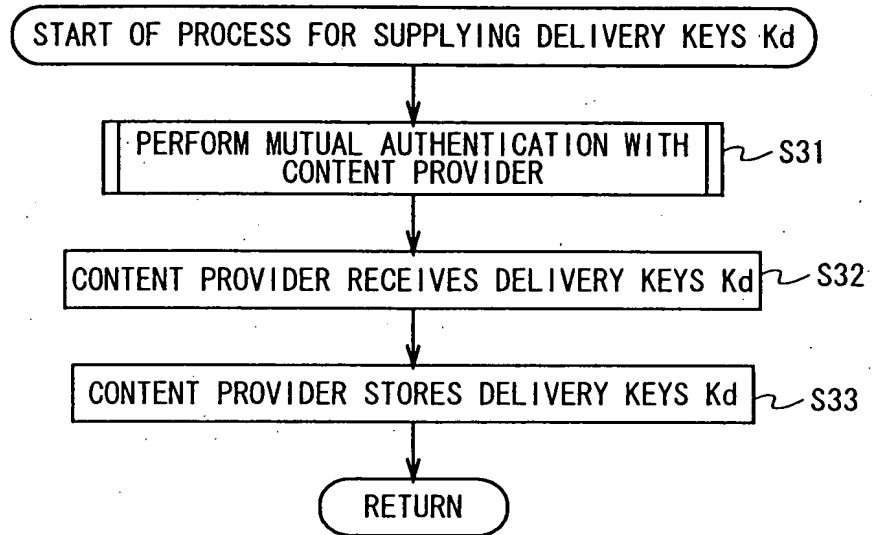 START OF PROCESS FOR SUPPLYING DELIVERY KEYS Kd
PERFORM MUTUAL AUTHENTICATION WITH
CONTENT PROVIDER
S31
CONTENT PROVIDER RECEIVES DELIVERY KEYS Kd
S32
CONTENT PROVIDER STORES DELIVERY KEYS Kd
S33
RETURN